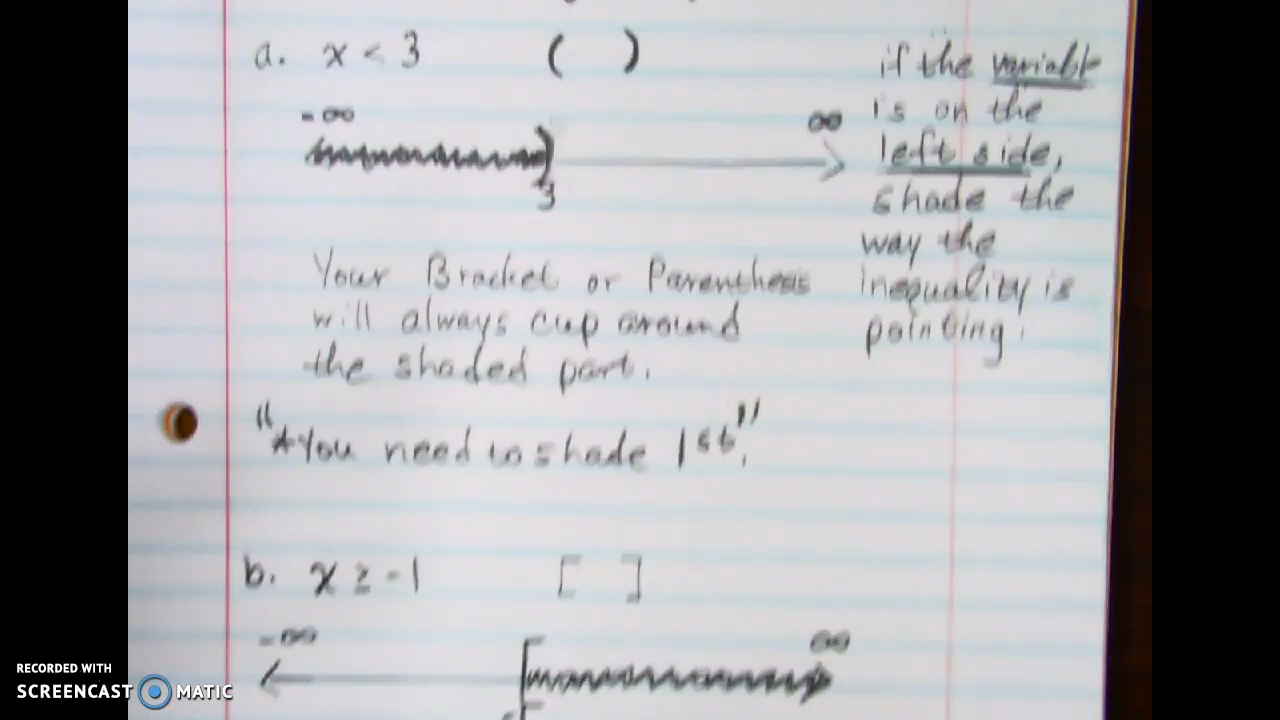 a. x < 3 ( )
-∞ ∞
3
Your Bracket or Parenthesis
will always cup around
the shaded part.
"*You need to shade 1st".
if the variable
is on the
left side,
shade the
way the
inequality is
pointing.
b. x ≥ -1 [ ]
-∞ ∞
RECORDED WITH
SCREENCAST MATIC